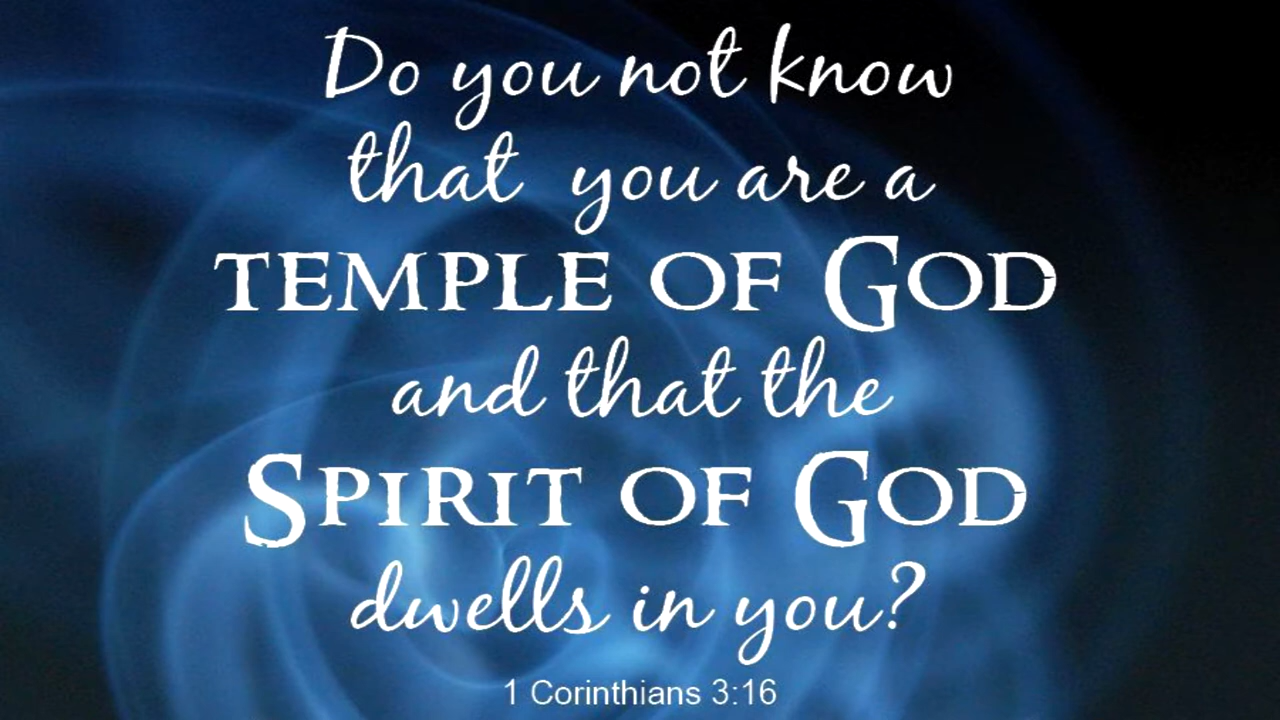 Do you not know
that you are a
TEMPLE OF GOD
and that the
SPIRIT OF GOD
dwells in you?
1 Corinthians 3:16